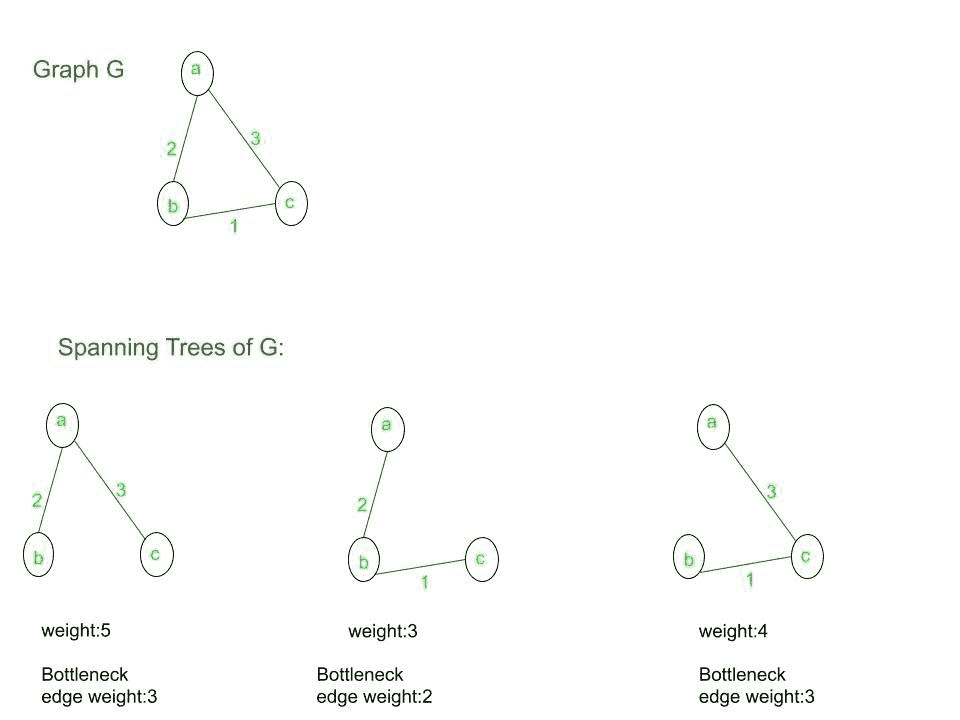 Graph G
a
2
3
b
c
1
Spanning Trees of G:
a
2
3
b
c
a
2
b
c
1
a
3
b
c
1
weight:5
weight:3
weight:4
Bottleneck
edge weight:3
Bottleneck
edge weight:2
Bottleneck
edge weight:3